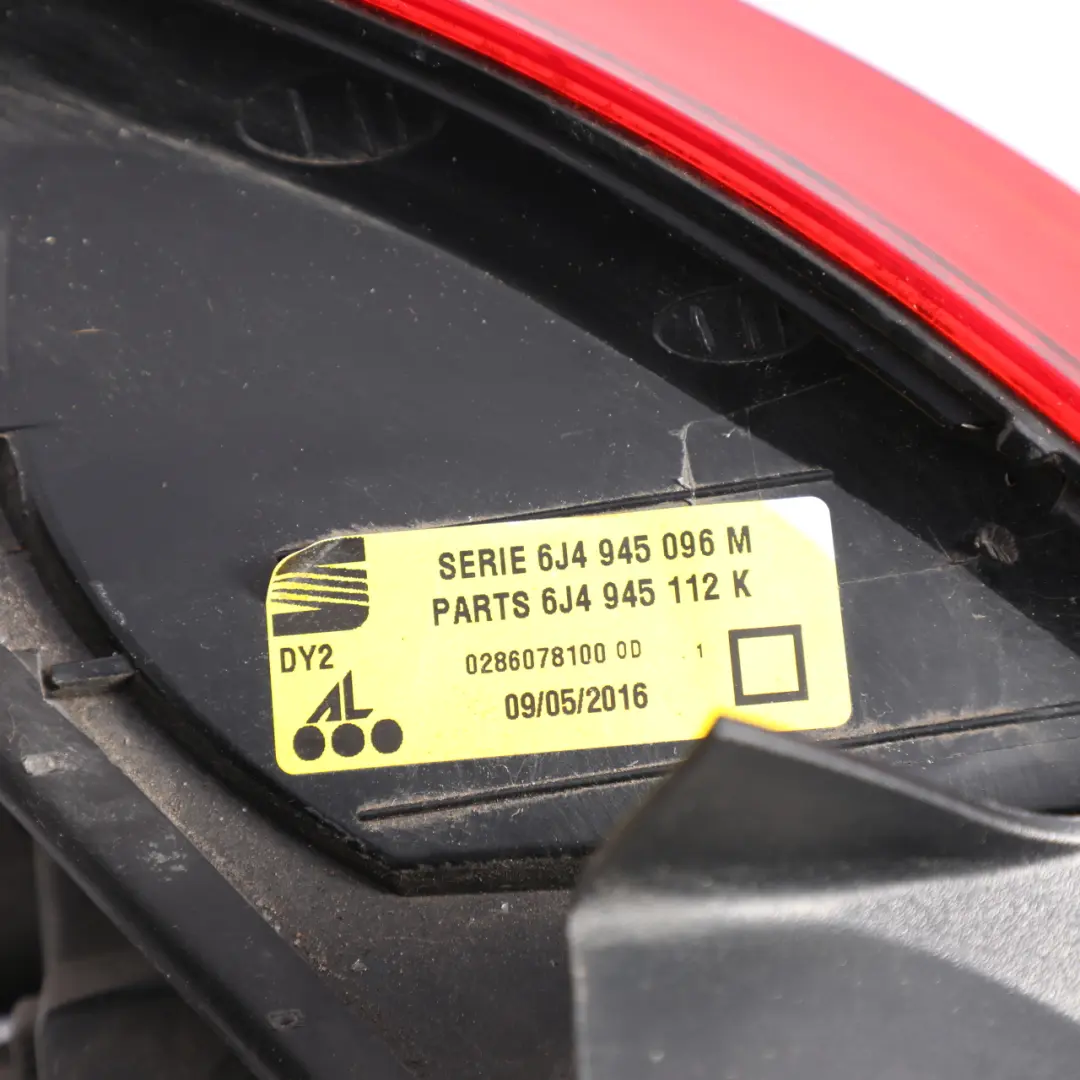 SERIE 6J4 945 096 M
PARTS 6J4 945 112 K
DY2
0286078100 0D 1
09/05/2016
AL